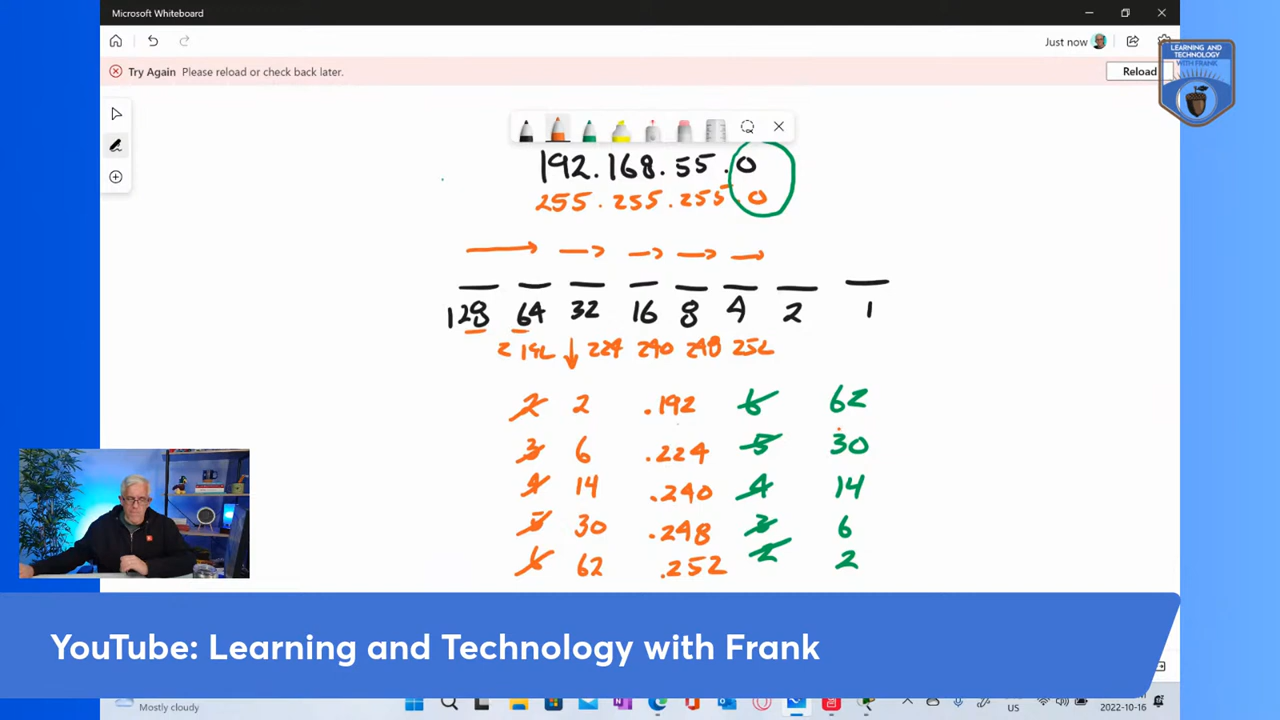 Microsoft Whiteboard
Just now
LEARNING AND
TECHNOLOGY
WITH FRANK
Try Again Please reload or check back later.
Reload
192.168.55.0
255.255.255.0
128 64 32 16 8 4 2 1
2 192 224 240 248 252
2 2 .192 6 62
3 6 .224 5 30
4 14 .240 4 14
5 30 .248 3 6
6 62 .252 2 2
YouTube: Learning and Technology with Frank
Mostly cloudy
US
2022-10-16